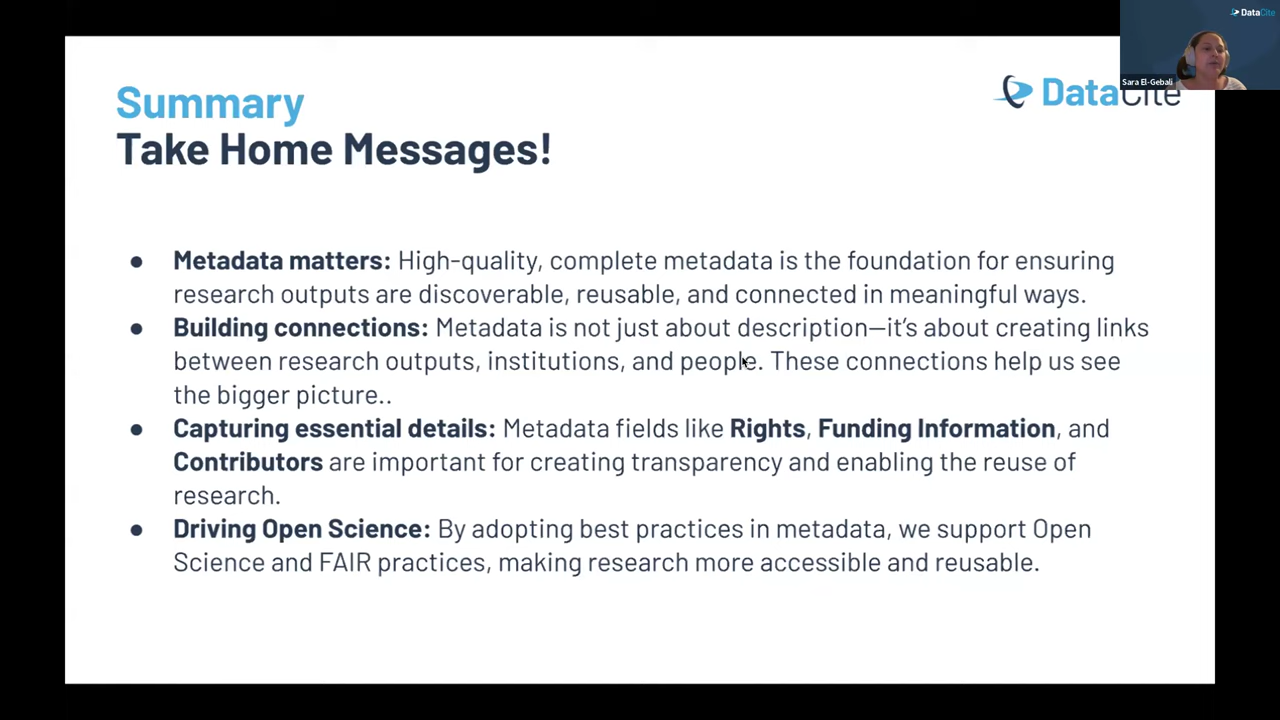 DataCite
Sara El-Gebali
Summary
DataCite
Take Home Messages!
● Metadata matters: High-quality, complete metadata is the foundation for ensuring
research outputs are discoverable, reusable, and connected in meaningful ways.
● Building connections: Metadata is not just about description—it's about creating links
between research outputs, institutions, and people. These connections help us see
the bigger picture..
● Capturing essential details: Metadata fields like Rights, Funding Information, and
Contributors are important for creating transparency and enabling the reuse of
research.
● Driving Open Science: By adopting best practices in metadata, we support Open
Science and FAIR practices, making research more accessible and reusable.